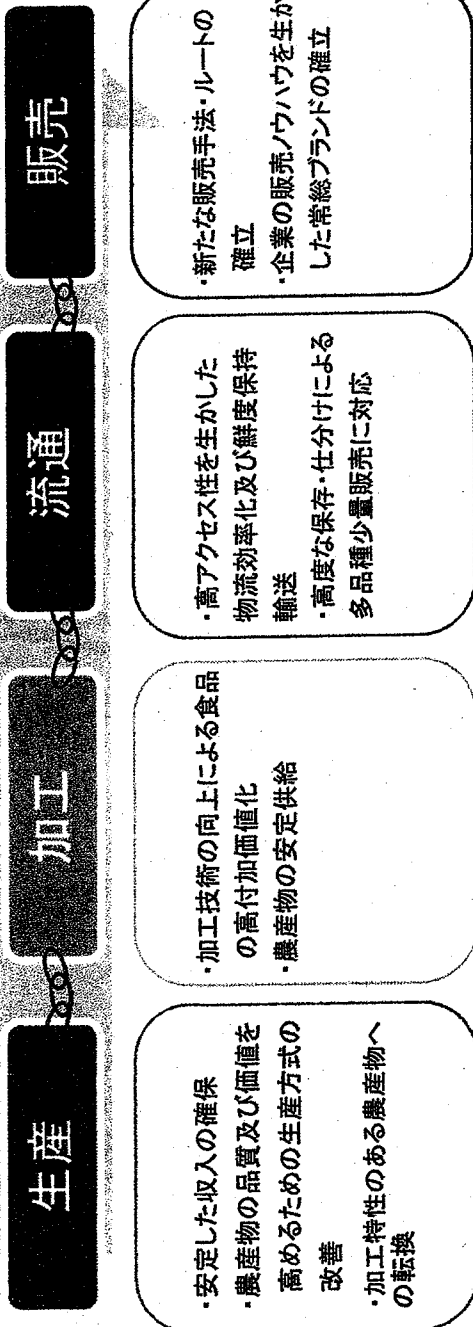 生産
・安定した収入の確保
・農産物の品質及び価値を
高めるための生産方式の
改善
・加工特性のある農産物へ
の転換
加工
・加工技術の向上による食品
の高付加価値化
・農産物の安定供給
流通
・高アクセス性を生かした
物流効率化及び鮮度保持
輸送
・高度な保存・仕分けによる
多品種少量販売に対応
販売
・新たな販売手法・ルートの
確立
・企業の販売ノウハウを生か
した常総ブランドの確立